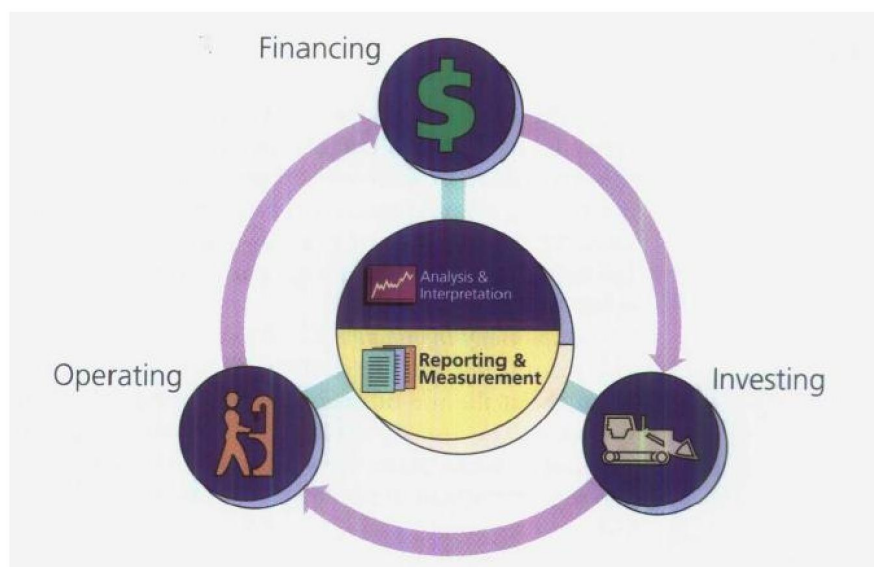 Financing
$
Analysis &
Interpretation
Reporting &
Measurement
Operating
Investing